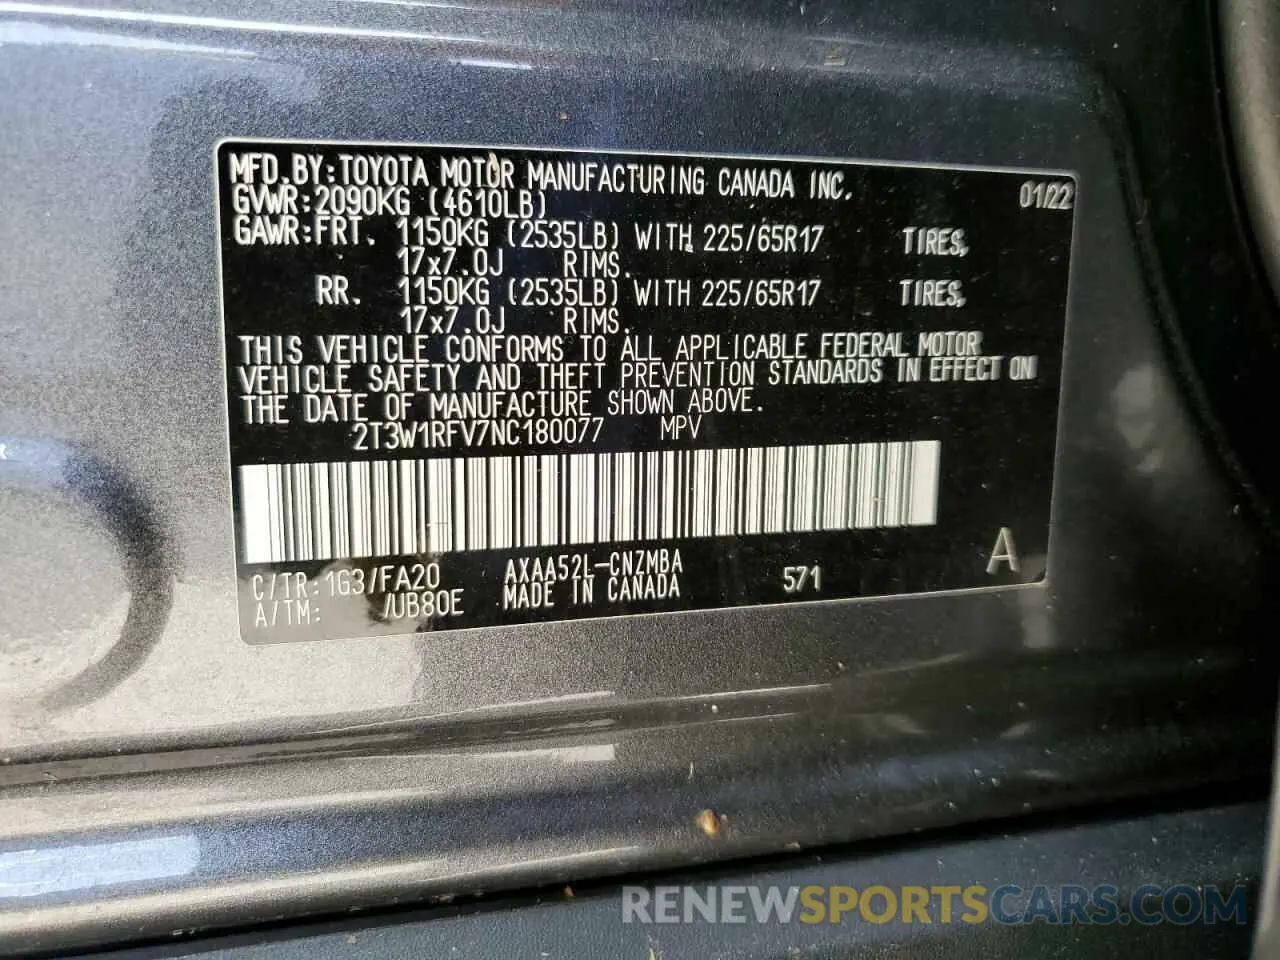 MFD.BY:TOYOTA MOTOR MANUFACTURING CANADA INC. 01/22
GVWR:2090KG (4610LB)
GAWR:FRT. 1150KG (2535LB) WITH 225/65R17 TIRES,
17x7.0J RIMS.
RR. 1150KG (2535LB) WITH 225/65R17 TIRES,
17x7.0J RIMS.
THIS VEHICLE CONFORMS TO ALL APPLICABLE FEDERAL MOTOR
VEHICLE SAFETY AND THEFT PREVENTION STANDARDS IN EFFECT ON
THE DATE OF MANUFACTURE SHOWN ABOVE.
2T3W1RFV7NC180077 MPV
C/TR:1G3/FA20 AXAA52L-CNZMBA 571 A
A/TM: /UB80E MADE IN CANADA
RENEWSPORTSCARS.COM